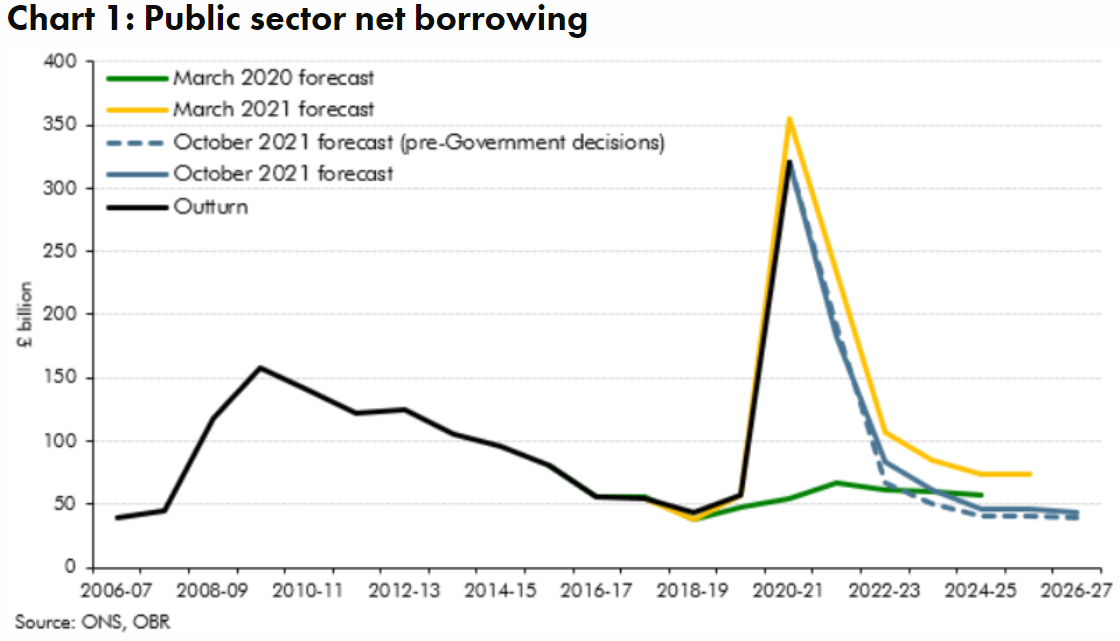 Chart 1: Public sector net borrowing
400
350
300
250
200
150
100
50
0
£ billion
March 2020 forecast
March 2021 forecast
October 2021 forecast (pre-Government decisions)
October 2021 forecast
Outturn
2006-07 2008-09 2010-11 2012-13 2014-15 2016-17 2018-19 2020-21 2022-23 2024-25 2026-27
Source: ONS, OBR